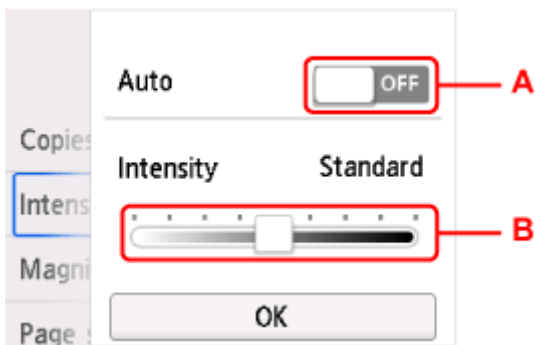 Auto
OFF
A
Copies
Intensity
Standard
Intens
B
Magni
OK
Page